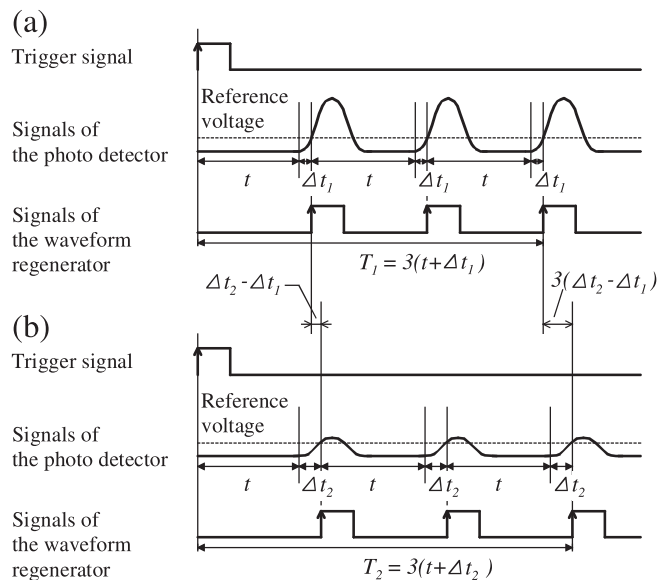 (a)
Trigger signal
Reference
voltage
Signals of
the photo detector
t Δt₁ t Δt₁ t Δt₁
Signals of
the waveform
regenerator
T₁ = 3(t+Δt₁)
Δt₂-Δt₁ 3(Δt₂-Δt₁)
(b)
Trigger signal
Reference
voltage
Signals of
the photo detector
t Δt₂ t Δt₂ t Δt₂
Signals of
the waveform
regenerator
T₂ = 3(t+Δt₂)